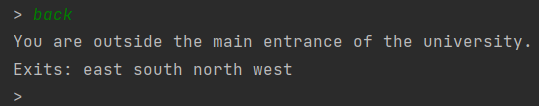 > back
You are outside the main entrance of the university.
Exits: east south north west
>